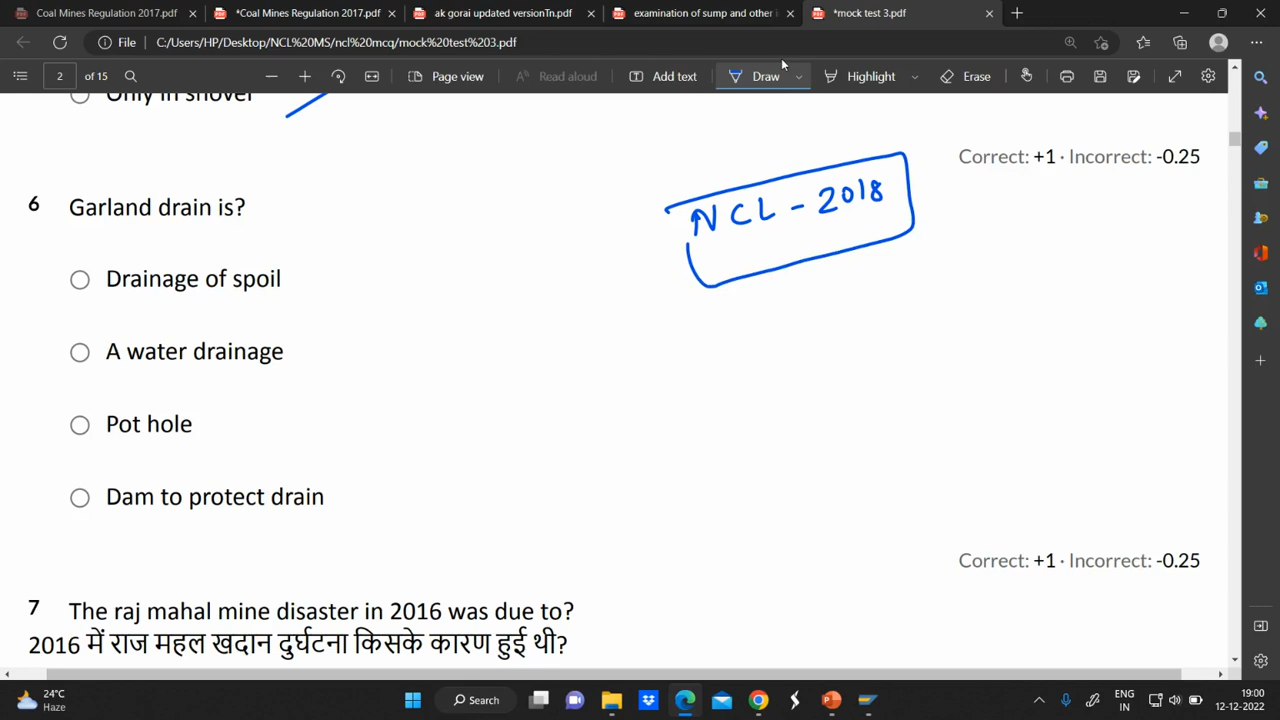 Coal Mines Regulation 2017.pdf
*Coal Mines Regulation 2017.pdf
ak gorai updated versionTn.pdf
examination of sump and other
*mock test 3.pdf
File C:/Users/HP/Desktop/NCL%20MS/ncl%20mcq/mock%20test%203.pdf
2 of 15 Page view Read aloud Add text Draw Highlight Erase
Only in shovel
Correct: +1 · Incorrect: -0.25
NCL - 2018
6 Garland drain is?
Drainage of spoil
A water drainage
Pot hole
Dam to protect drain
Correct: +1 · Incorrect: -0.25
7 The raj mahal mine disaster in 2016 was due to?
2016 में राज महल खदान दुर्घटना किसके कारण हुई थी?
24°C
Haze
Search
ENG
IN
19:00
12-12-2022